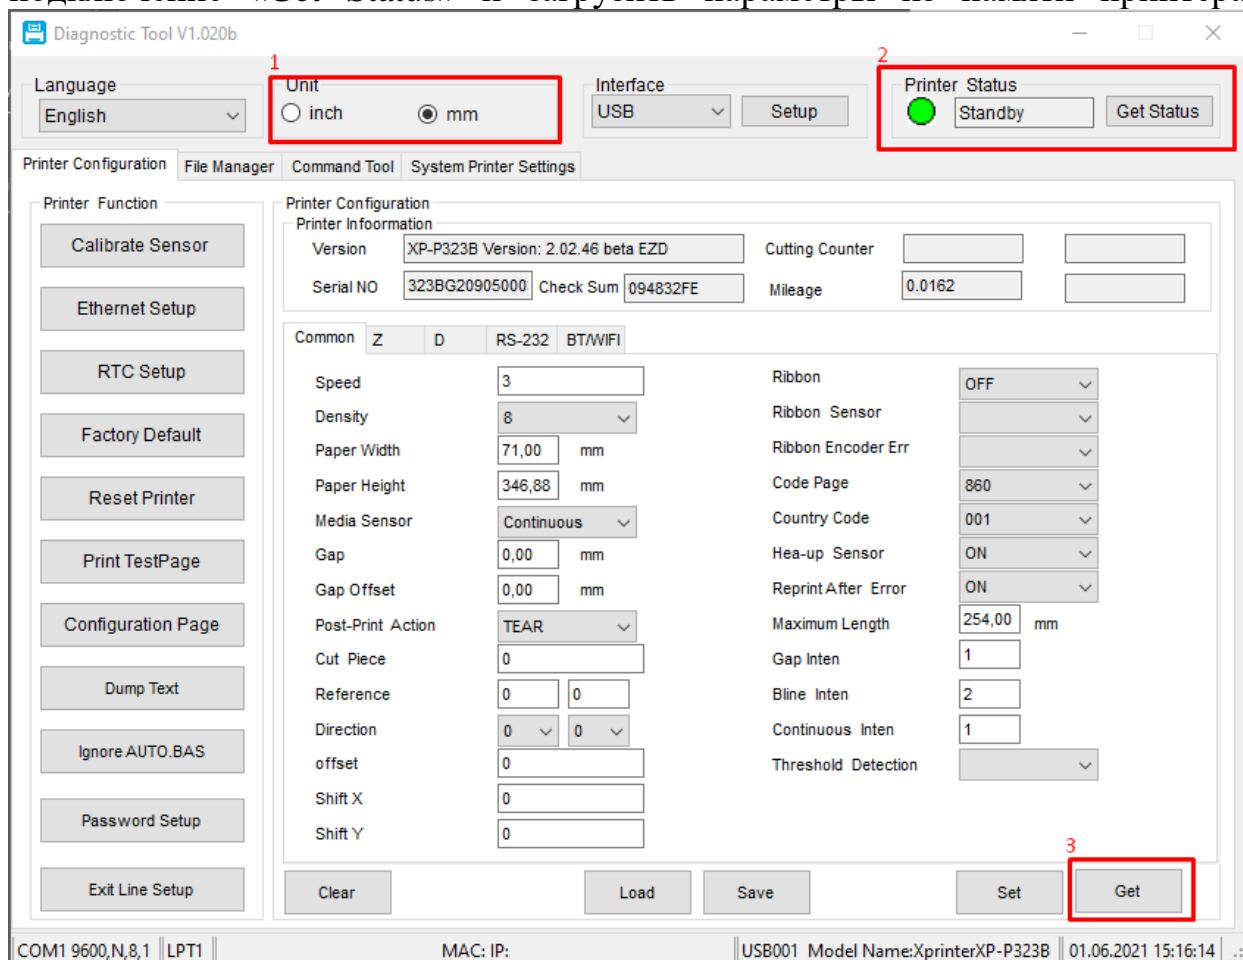 подключение «Get Status» и загрузить параметры из памяти принтера
Diagnostic Tool V1.020b
1
2
Language
Unit
Interface
Printer Status
English
inch
mm
USB
Setup
Standby
Get Status
Printer Configuration
File Manager
Command Tool
System Printer Settings
Printer Function
Calibrate Sensor
Ethernet Setup
RTC Setup
Factory Default
Reset Printer
Print TestPage
Configuration Page
Dump Text
Ignore AUTO.BAS
Password Setup
Exit Line Setup
Printer Configuration
Printer Infoormation
Version XP-P323B Version: 2.02.46 beta EZD Cutting Counter
Serial NO 323BG20905000 Check Sum 094832FE Mileage 0.0162
Common Z D RS-232 BT/WIFI
Speed 3
Density 8
Paper Width 71,00 mm
Paper Height 346,88 mm
Media Sensor Continuous
Gap 0,00 mm
Gap Offset 0,00 mm
Post-Print Action TEAR
Cut Piece 0
Reference 0 0
Direction 0 0
offset 0
Shift X 0
Shift Y 0
Ribbon OFF
Ribbon Sensor
Ribbon Encoder Err
Code Page 860
Country Code 001
Hea-up Sensor ON
Reprint After Error ON
Maximum Length 254,00 mm
Gap Inten 1
Bline Inten 2
Continuous Inten 1
Threshold Detection
3
Clear Load Save Set Get
COM1 9600,N,8,1 LPT1 MAC: IP: USB001 Model Name:XprinterXP-P323B 01.06.2021 15:16:14